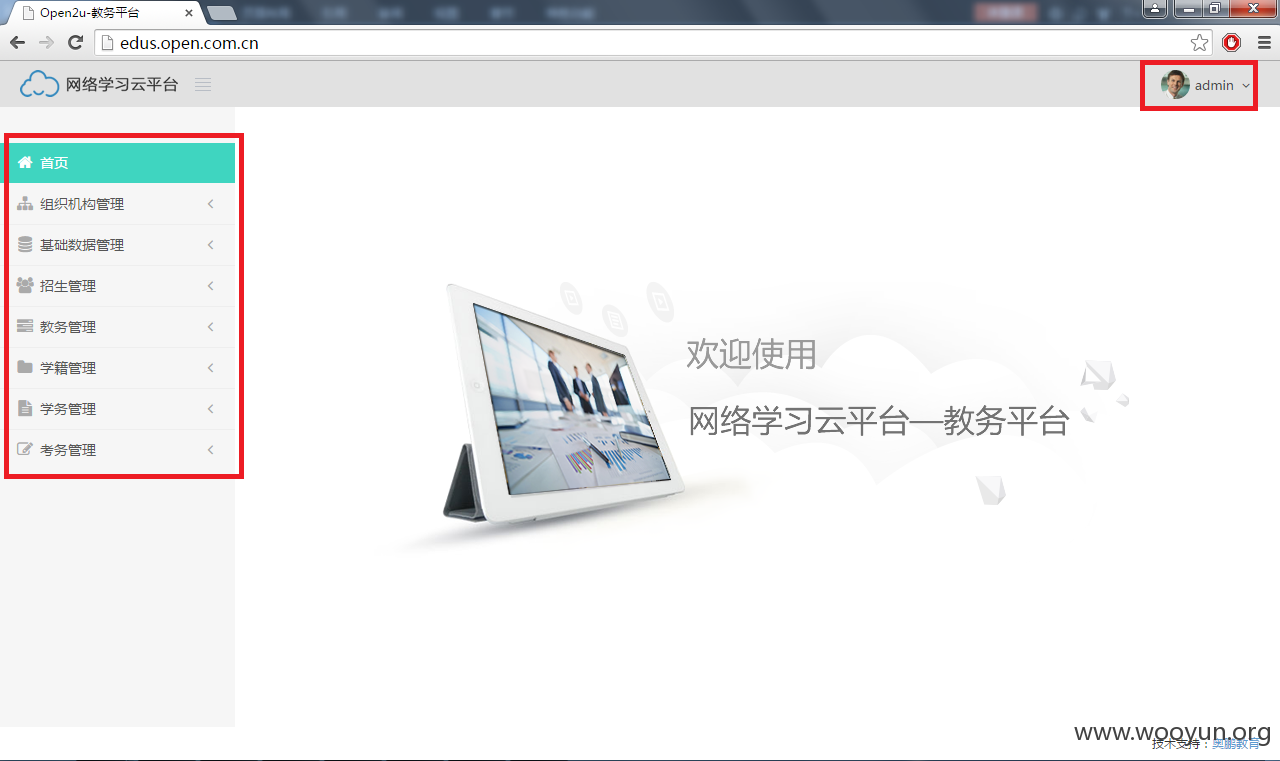 Open2u-教务平台
edus.open.com.cn
网络学习云平台
admin
首页
组织机构管理
基础数据管理
招生管理
教务管理
学籍管理
学务管理
考务管理
欢迎使用
网络学习云平台—教务平台
www.wooyun.org
技术支持：奥鹏教育